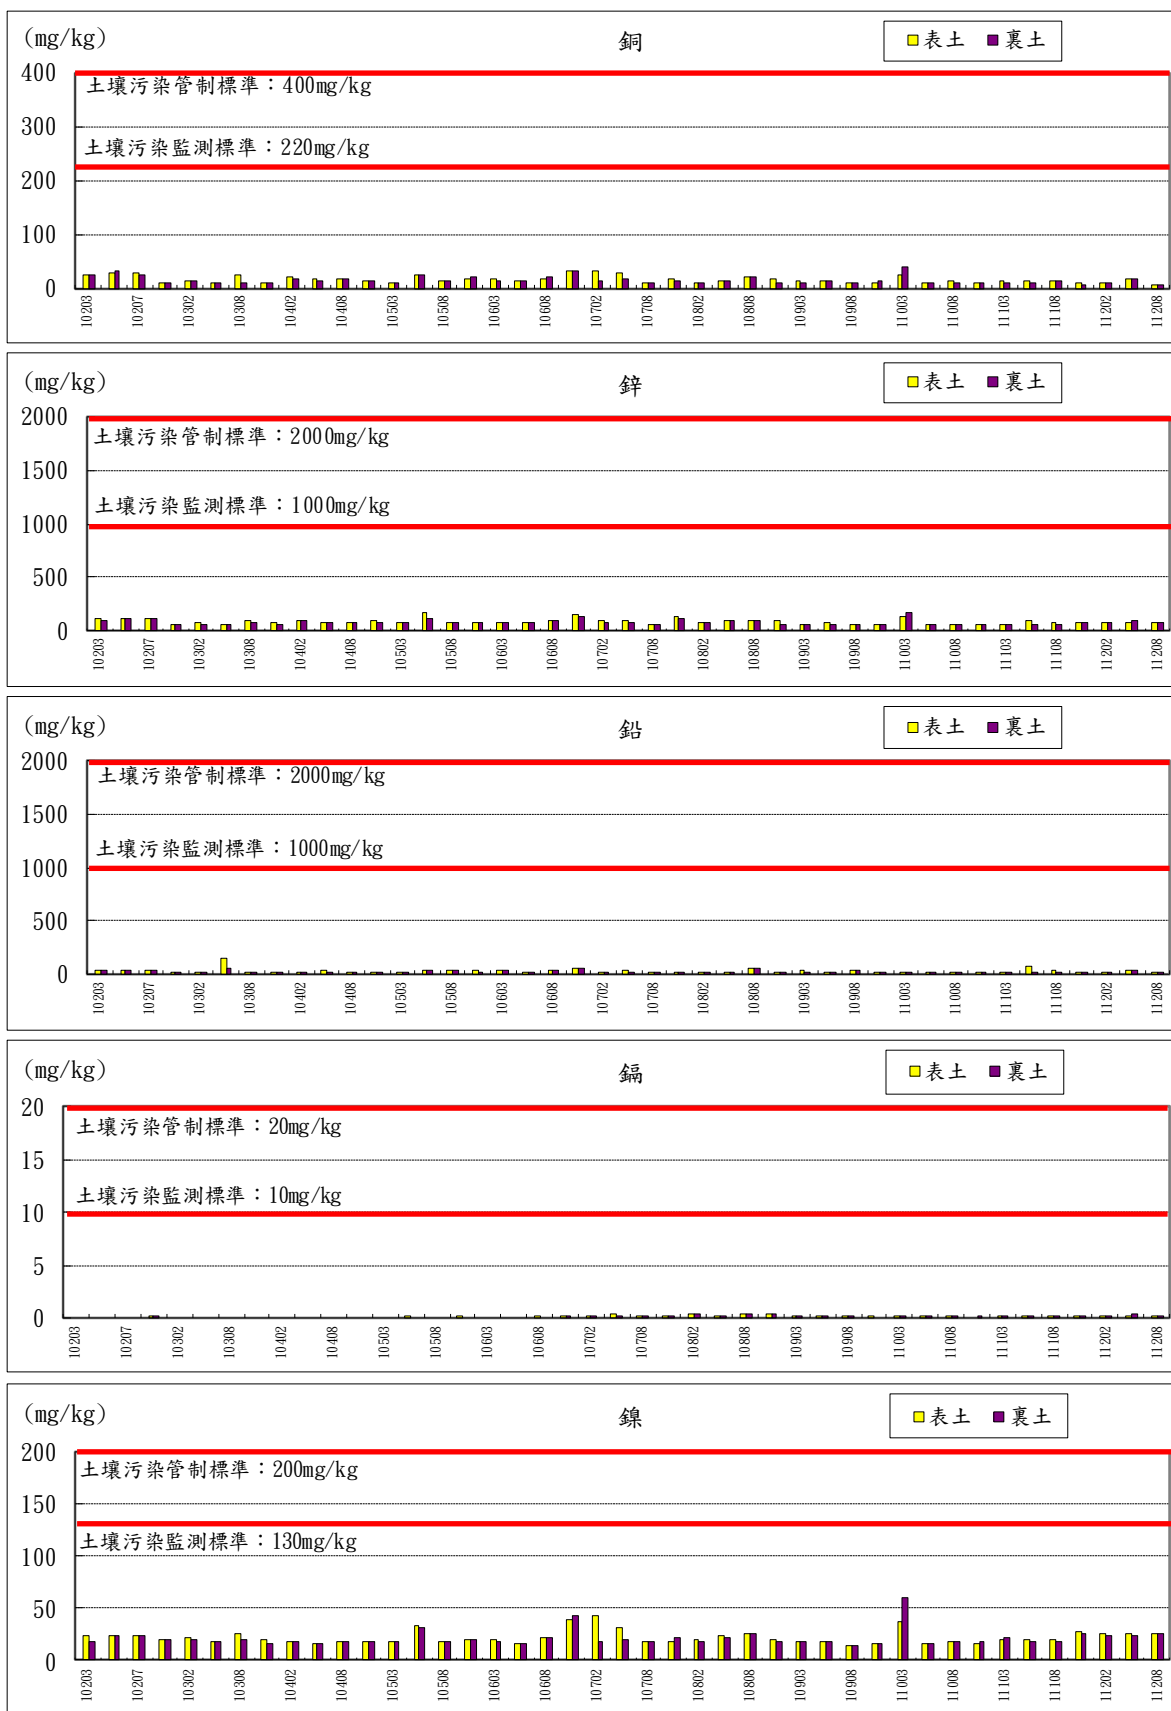 (mg/kg) 銅 表土 裏土
400
土壤污染管制標準：400mg/kg
300
土壤污染監測標準：220mg/kg
200
100
0
10203 10207 10302 10308 10402 10408 10503 10508 10603 10608 10702 10708 10802 10808 10903 10908 11003 11008 11103 11108 11202 11208
(mg/kg) 鋅 表土 裏土
2000
土壤污染管制標準：2000mg/kg
1500
土壤污染監測標準：1000mg/kg
1000
500
0
10203 10207 10302 10308 10402 10408 10503 10508 10603 10608 10702 10708 10802 10808 10903 10908 11003 11008 11103 11108 11202 11208
(mg/kg) 鉛 表土 裏土
2000
土壤污染管制標準：2000mg/kg
1500
土壤污染監測標準：1000mg/kg
1000
500
0
10203 10207 10302 10308 10402 10408 10503 10508 10603 10608 10702 10708 10802 10808 10903 10908 11003 11008 11103 11108 11202 11208
(mg/kg) 鎘 表土 裏土
20
土壤污染管制標準：20mg/kg
15
土壤污染監測標準：10mg/kg
10
5
0
10203 10207 10302 10308 10402 10408 10503 10508 10603 10608 10702 10708 10802 10808 10903 10908 11003 11008 11103 11108 11202 11208
(mg/kg) 鎳 表土 裏土
200
土壤污染管制標準：200mg/kg
150
土壤污染監測標準：130mg/kg
100
50
0
10203 10207 10302 10308 10402 10408 10503 10508 10603 10608 10702 10708 10802 10808 10903 10908 11003 11008 11103 11108 11202 11208